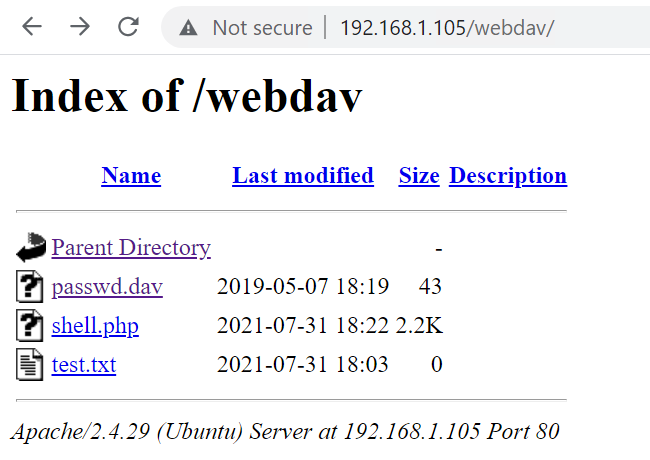 Not secure | 192.168.1.105/webdav/
Index of /webdav
Name Last modified Size Description
Parent Directory -
passwd.dav 2019-05-07 18:19 43
shell.php 2021-07-31 18:22 2.2K
test.txt 2021-07-31 18:03 0
Apache/2.4.29 (Ubuntu) Server at 192.168.1.105 Port 80